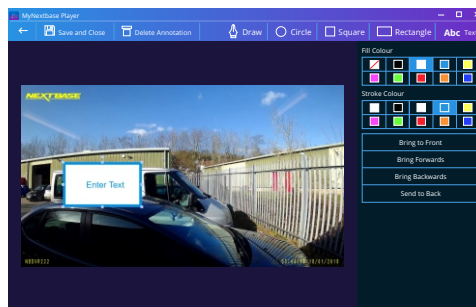 MyNextbase Player
Save and Close
Delete Annotation
Draw
Circle
Square
Rectangle
Abc Tex
Fill Colour
Stroke Colour
Bring to Front
Bring Forwards
Bring Backwards
Send to Back
NEXTBASE
Enter Text